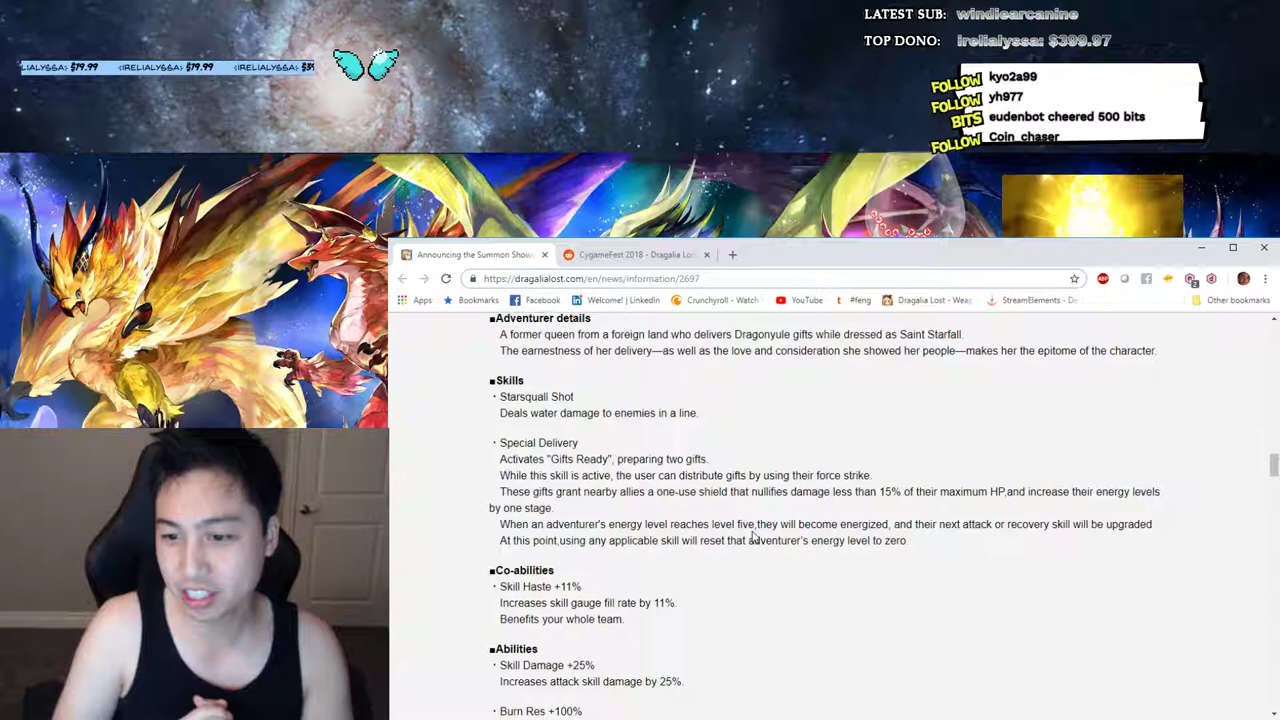 LATEST SUB: windiearcanine
TOP DONO: irelialyssa: $399.97
LIALYSSA: $79.99 :IRELIALYSSA: $79.99 :IRELIALYSSA:
FOLLOW kyo2a99
FOLLOW yh977
BITS eudenbot cheered 500 bits
FOLLOW Coin_chaser
Announcing the Summon Show
CygameFest 2018 - Dragalia Los
https://dragalialost.com/en/news/information/2697
Apps Bookmarks Facebook Welcome! | LinkedIn Crunchyroll - Watch YouTube #feng Dragalia Lost - Wea StreamElements - D Other bookmarks
■Adventurer details
A former queen from a foreign land who delivers Dragonyule gifts while dressed as Saint Starfall.
The earnestness of her delivery—as well as the love and consideration she showed her people—makes her the epitome of the character.
■Skills
・Starsquall Shot
Deals water damage to enemies in a line.
・Special Delivery
Activates "Gifts Ready", preparing two gifts.
While this skill is active, the user can distribute gifts by using their force strike.
These gifts grant nearby allies a one-use shield that nullifies damage less than 15% of their maximum HP,and increase their energy levels
by one stage.
When an adventurer's energy level reaches level five,they will become energized, and their next attack or recovery skill will be upgraded
At this point,using any applicable skill will reset that adventurer's energy level to zero
■Co-abilities
・Skill Haste +11%
Increases skill gauge fill rate by 11%.
Benefits your whole team.
■Abilities
・Skill Damage +25%
Increases attack skill damage by 25%.
・Burn Res +100%